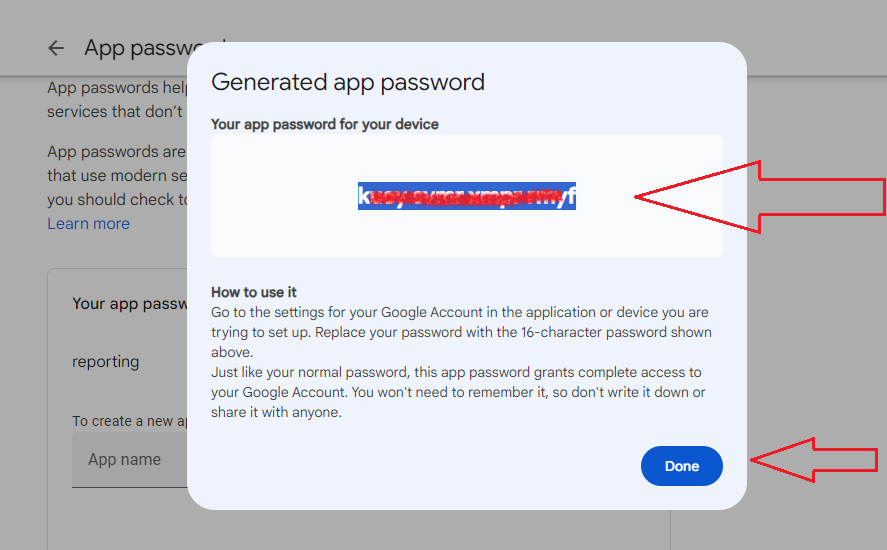 App passwo
App passwords help
services that don't
App passwords are
that use modern se
you should check to
Learn more
Your app passw
reporting
To create a new ap
App name
Generated app password
Your app password for your device
How to use it
Go to the settings for your Google Account in the application or device you are
trying to set up. Replace your password with the 16-character password shown
above.
Just like your normal password, this app password grants complete access to
your Google Account. You won't need to remember it, so don't write it down or
share it with anyone.
Done